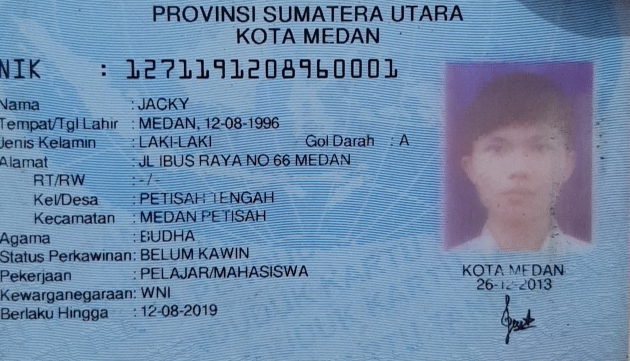 PROVINSI SUMATERA UTARA
KOTA MEDAN
NIK : 1271191208960001
Nama : JACKY
Tempat/Tgl Lahir : MEDAN, 12-08-1996
Jenis Kelamin : LAKI-LAKI Gol Darah : A
Alamat : JL IBUS RAYA NO 66 MEDAN
RT/RW : -/-
Kel/Desa : PETISAH TENGAH
Kecamatan : MEDAN PETISAH
Agama : BUDHA
Status Perkawinan: BELUM KAWIN
Pekerjaan : PELAJAR/MAHASISWA
Kewarganegaraan: WNI
Berlaku Hingga : 12-08-2019
KOTA MEDAN
26-12-2013